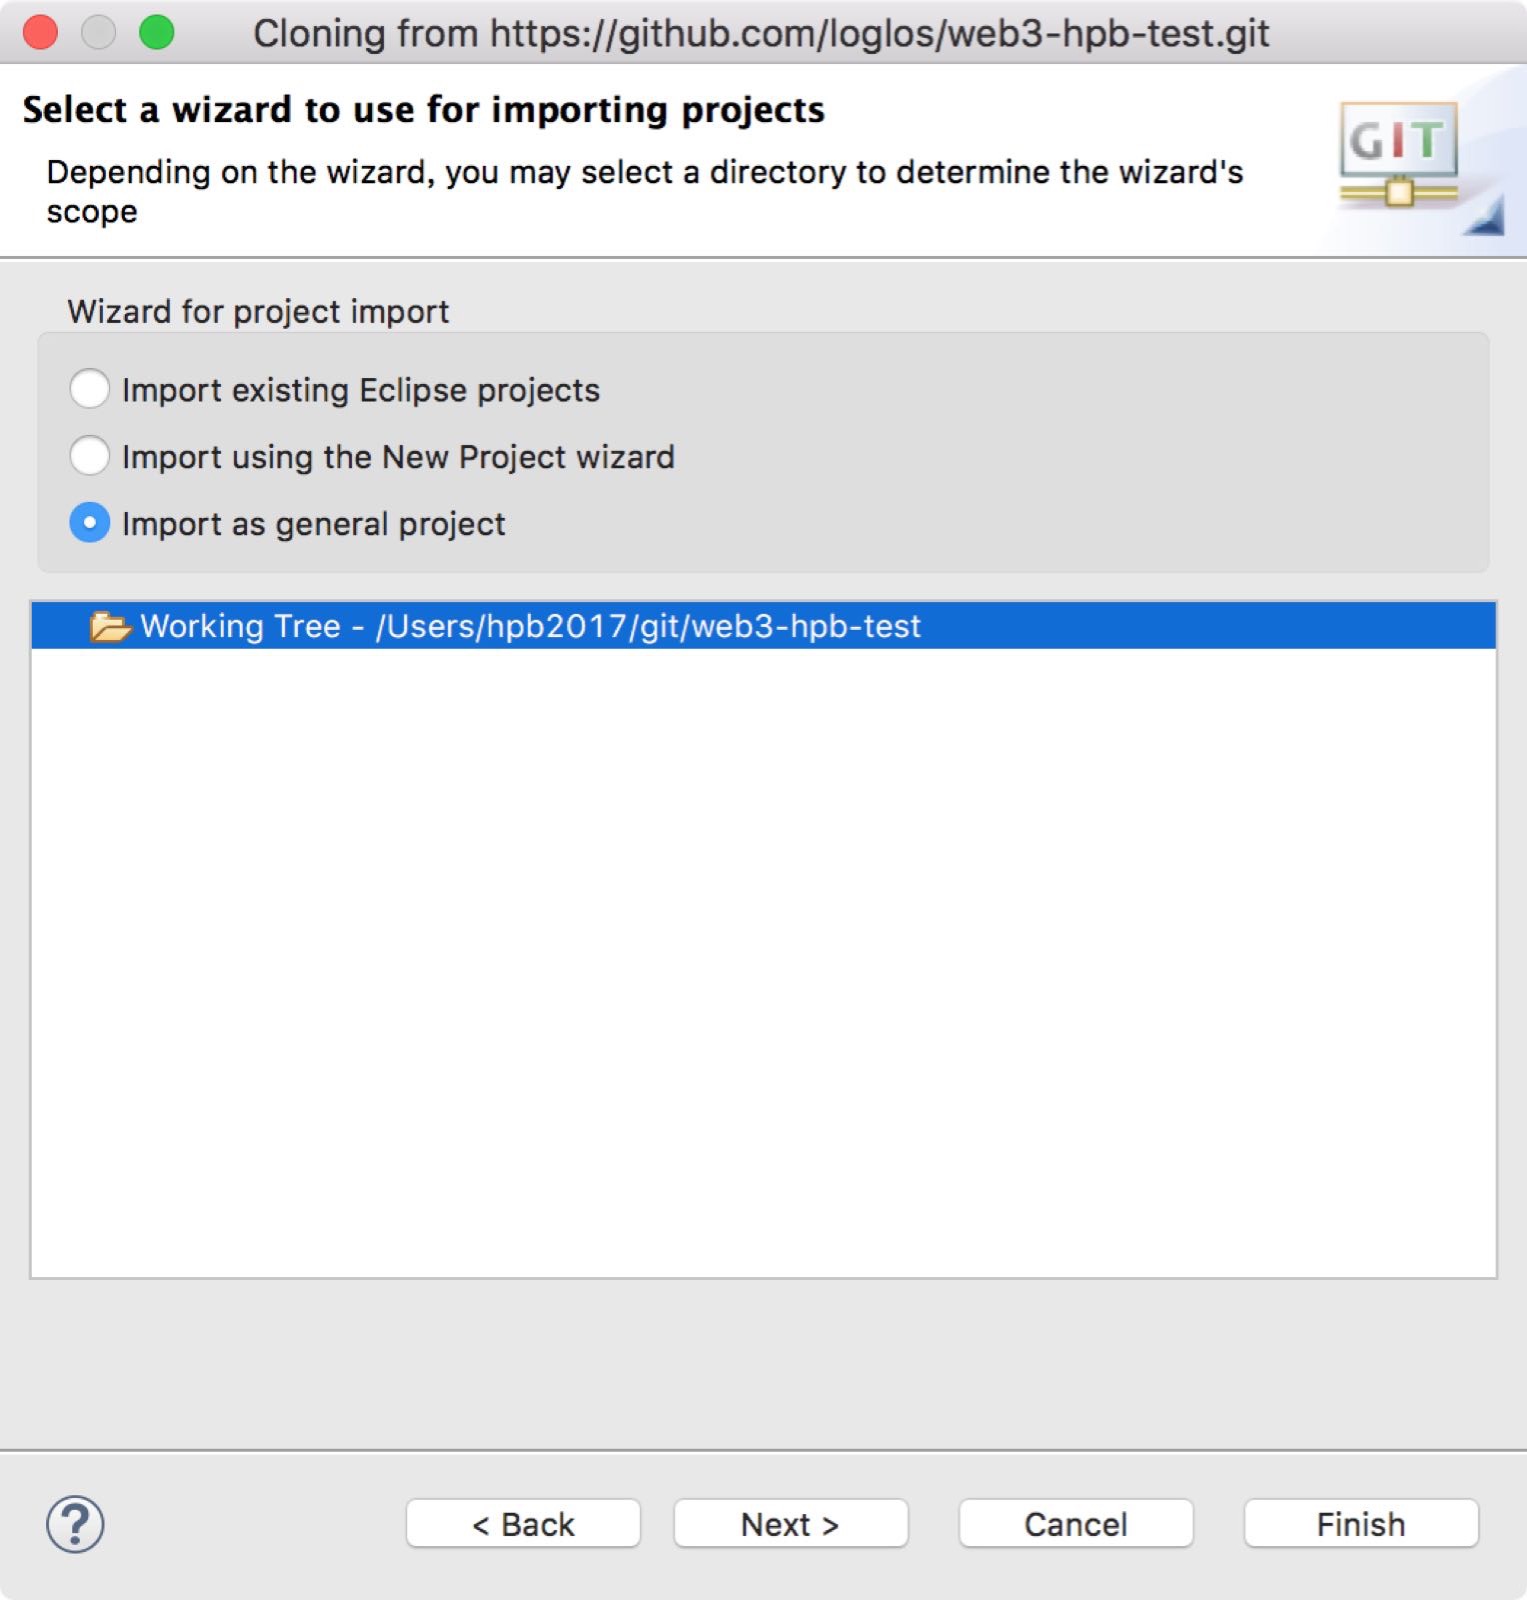 Cloning from https://github.com/loglos/web3-hpb-test.git
Select a wizard to use for importing projects
Depending on the wizard, you may select a directory to determine the wizard's
scope
GIT
Wizard for project import
Import existing Eclipse projects
Import using the New Project wizard
Import as general project
Working Tree - /Users/hpb2017/git/web3-hpb-test
?
< Back
Next >
Cancel
Finish